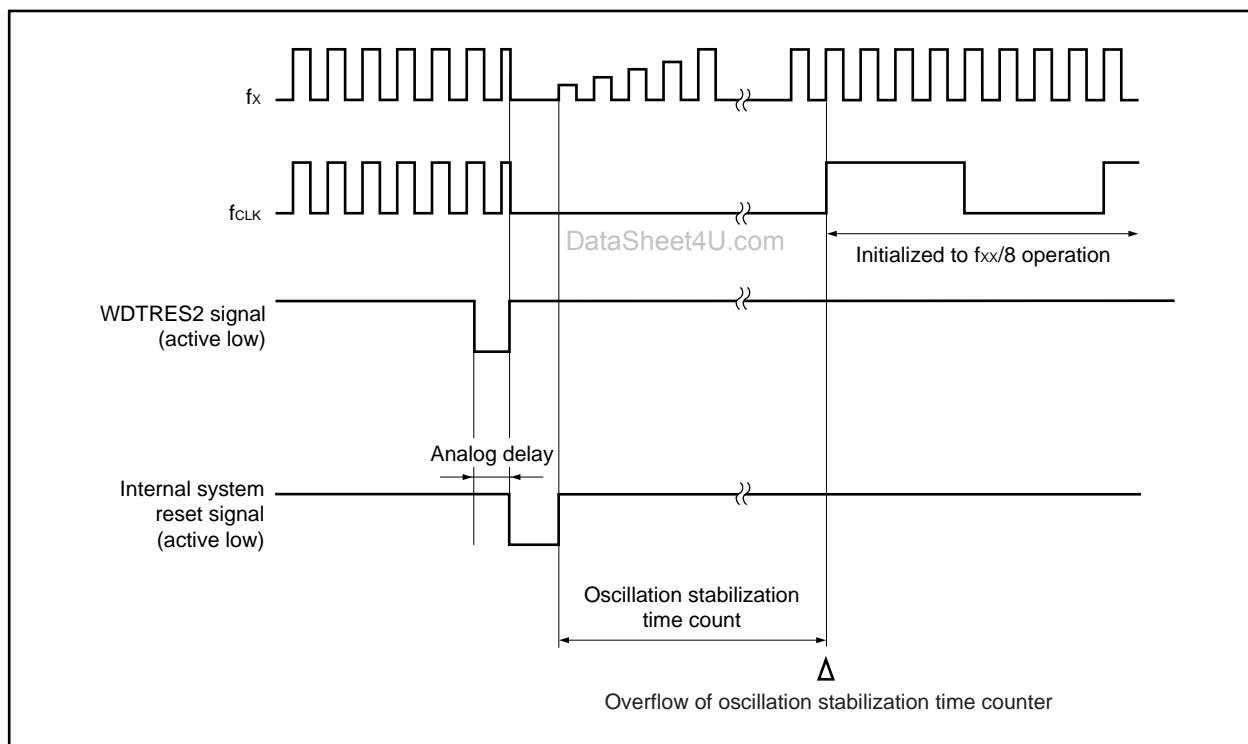 fX
fCLK
DataSheet4U.com
Initialized to fXX/8 operation
WDTRES2 signal
(active low)
Analog delay
Internal system
reset signal
(active low)
Oscillation stabilization
time count
Overflow of oscillation stabilization time counter